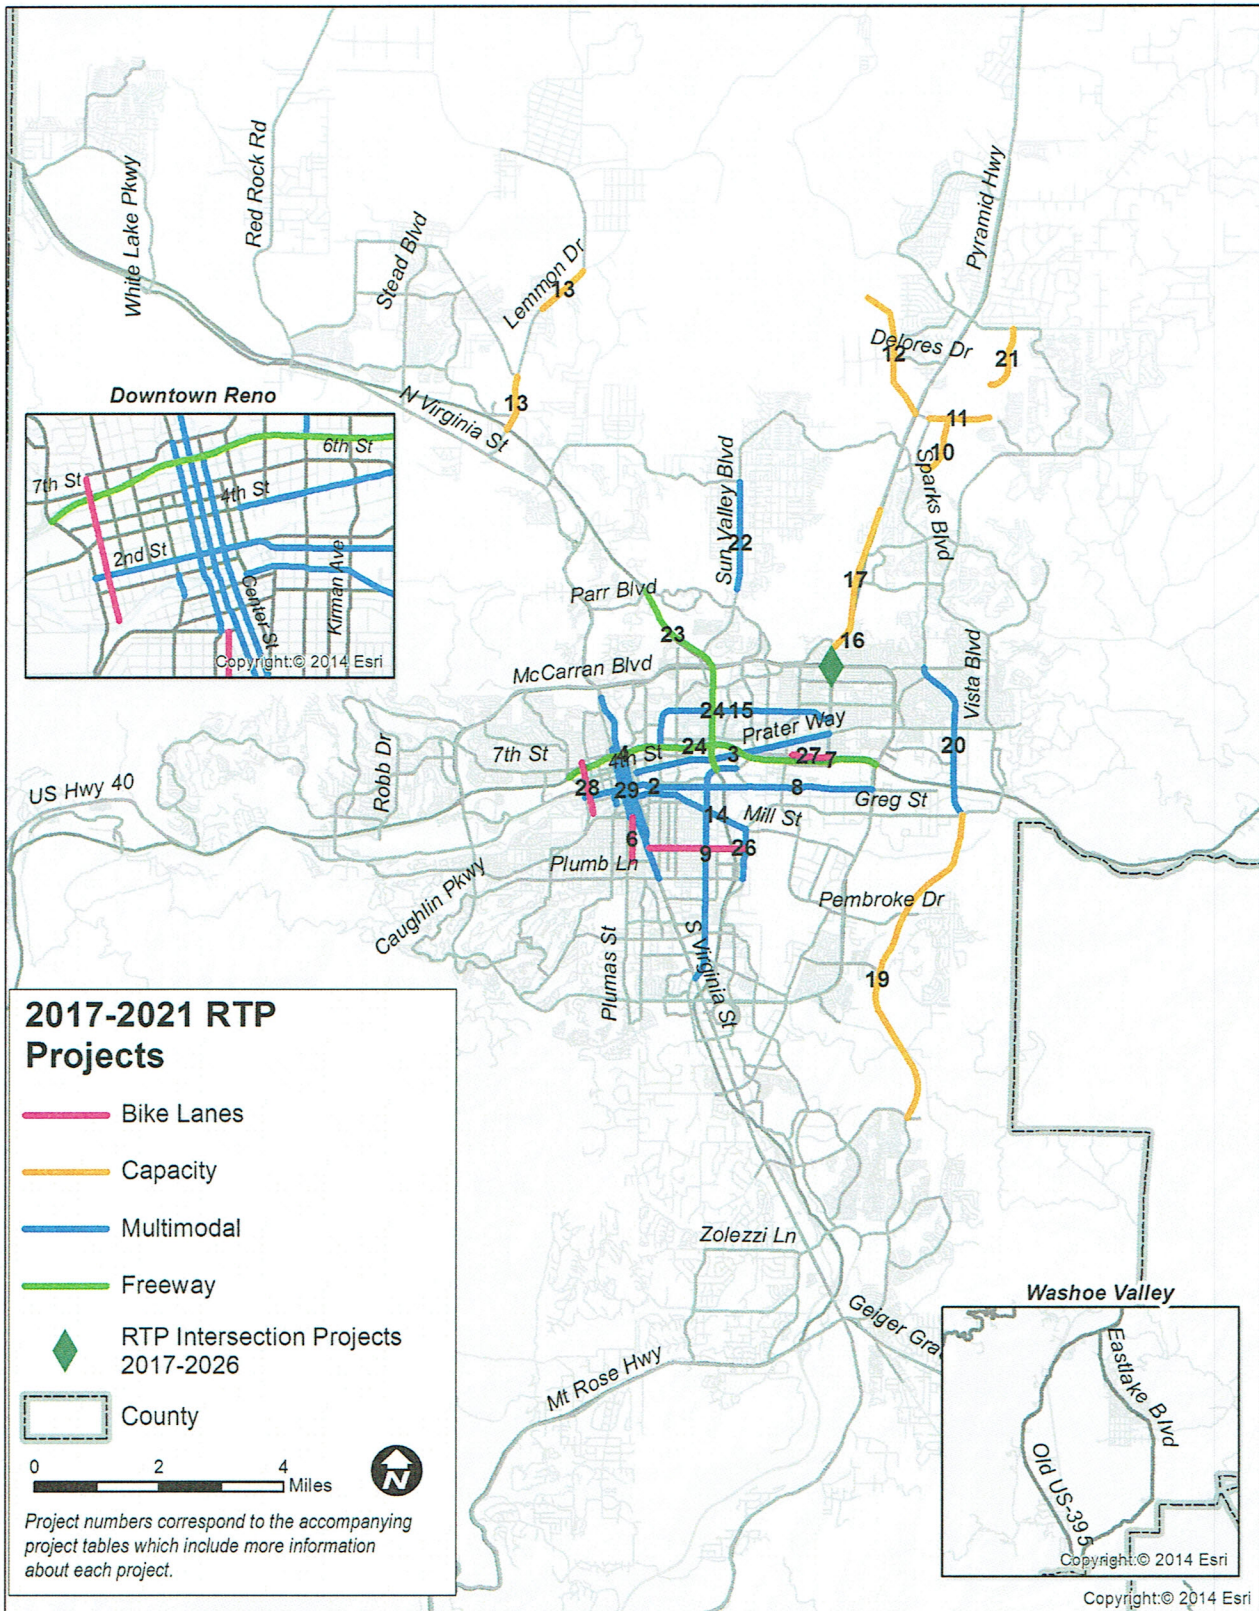 White Lake Pkwy
Red Rock Rd
Stead Blvd
Lemmon Dr
13
Pyramid Hwy
Delores Dr
12
21
13
N Virginia St
11
10
Sparks Blvd
Downtown Reno
7th St
6th St
4th St
2nd St
Center St
Kirman Ave
Copyright:© 2014 Esri
Sun Valley Blvd
22
17
Parr Blvd
23
16
McCarran Blvd
Vista Blvd
24
15
Prater Way
Robb Dr
7th St
4
4th St
24
3
27
7
20
US Hwy 40
28
29
2
8
Greg St
14
Mill St
6
9
26
Plumb Ln
Caughlin Pkwy
Pembroke Dr
Plumas St
S Virginia St
19
2017-2021 RTP
Projects
Bike Lanes
Capacity
Multimodal
Freeway
RTP Intersection Projects
2017-2026
County
0 2 4
Miles
N
Project numbers correspond to the accompanying
project tables which include more information
about each project.
Zolezzi Ln
Geiger Gra
Mt Rose Hwy
Washoe Valley
Eastlake Blvd
Old US-395
Copyright:© 2014 Esri
Copyright:© 2014 Esri